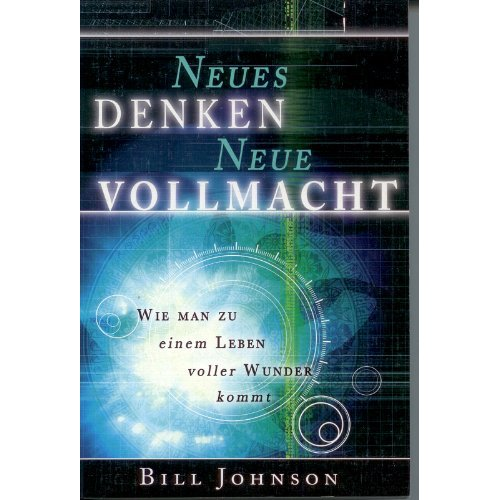 NEUES
DENKEN
NEUE
VOLLMACHT
WIE MAN ZU
einem LEBEN
voller WUNDER
kommt
BILL JOHNSON